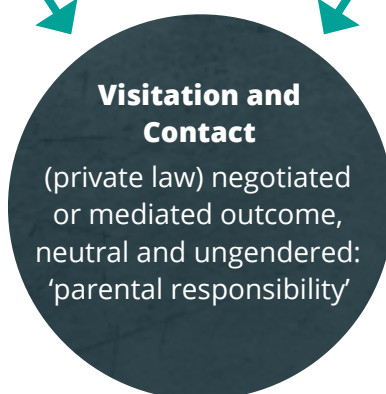 Visitation and
Contact
(private law) negotiated
or mediated outcome,
neutral and ungendered:
‘parental responsibility’